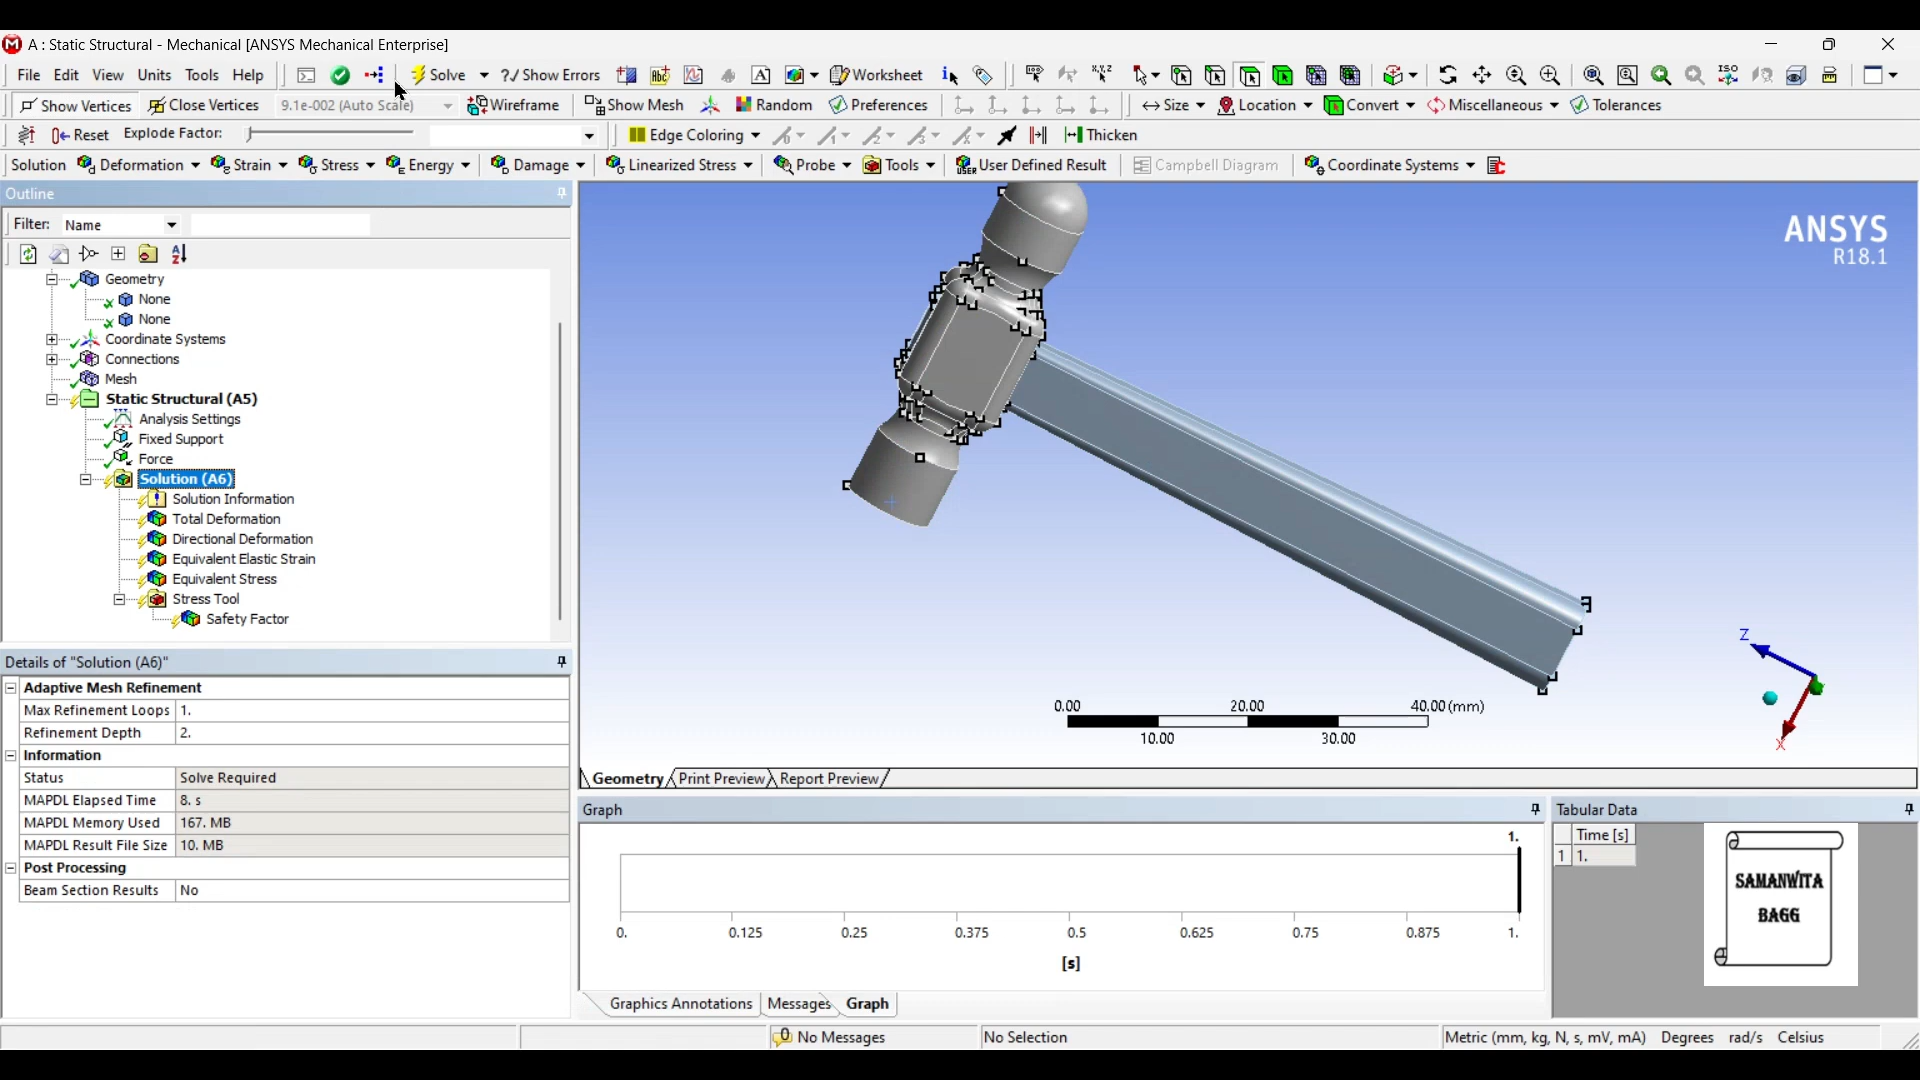 A : Static Structural - Mechanical [ANSYS Mechanical Enterprise]
File Edit View Units Tools Help Solve ?/ Show Errors Worksheet
Show Vertices Close Vertices 9.1e-002 (Auto Scale) Wireframe Show Mesh Random Preferences Size Location Convert Miscellaneous Tolerances
Reset Explode Factor: Edge Coloring Thicken
Solution Deformation Strain Stress Energy Damage Linearized Stress Probe Tools User Defined Result Campbell Diagram Coordinate Systems
Outline
Filter: Name
Geometry
None
None
Coordinate Systems
Connections
Mesh
Static Structural (A5)
Analysis Settings
Fixed Support
Force
Solution (A6)
Solution Information
Total Deformation
Directional Deformation
Equivalent Elastic Strain
Equivalent Stress
Stress Tool
Safety Factor
Details of "Solution (A6)"
Adaptive Mesh Refinement
Max Refinement Loops 1.
Refinement Depth 2.
Information
Status Solve Required
MAPDL Elapsed Time 8. s
MAPDL Memory Used 167. MB
MAPDL Result File Size 10. MB
Post Processing
Beam Section Results No
ANSYS
R18.1
Z
X
0.00 20.00 40.00 (mm)
10.00 30.00
Geometry Print Preview Report Preview
Graph
1.
0. 0.125 0.25 0.375 0.5 0.625 0.75 0.875 1.
[s]
Graphics Annotations Messages Graph
Tabular Data
Time [s]
1 1.
SAMANWITA
BAGG
No Messages No Selection Metric (mm, kg, N, s, mV, mA) Degrees rad/s Celsius